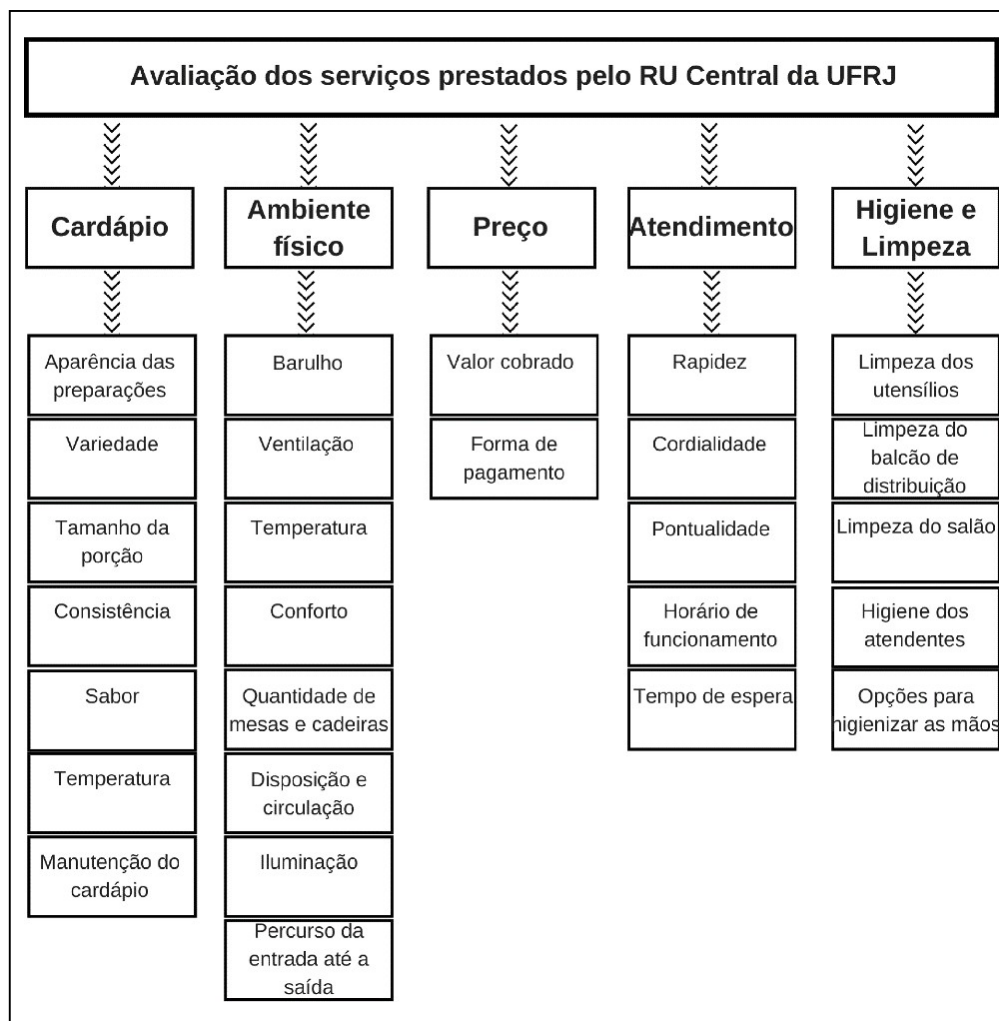 Avaliação dos serviços prestados pelo RU Central da UFRJ
Cardápio
Ambiente
físico
Preço
Atendimento
Higiene e
Limpeza
Aparência das
preparações
Variedade
Tamanho da
porção
Consistência
Sabor
Temperatura
Manutenção do
cardápio
Barulho
Ventilação
Temperatura
Conforto
Quantidade de
mesas e cadeiras
Disposição e
circulação
Iluminação
Percurso da
entrada até a
saída
Valor cobrado
Forma de
pagamento
Rapidez
Cordialidade
Pontualidade
Horário de
funcionamento
Tempo de espera
Limpeza dos
utensílios
Limpeza do
balcão de
distribuição
Limpeza do salão
Higiene dos
atendentes
Opções para
higienizar as mãos